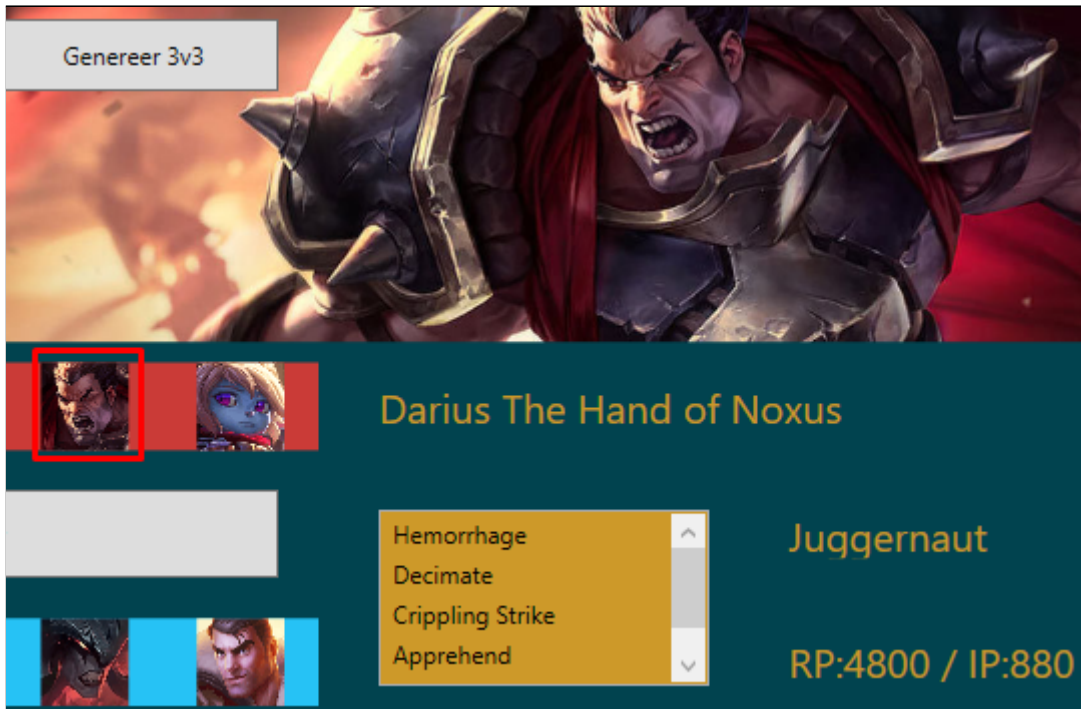 Genereer 3v3
Darius The Hand of Noxus
Hemorrhage
Decimate
Crippling Strike
Apprehend
Juggernaut
RP:4800 / IP:880